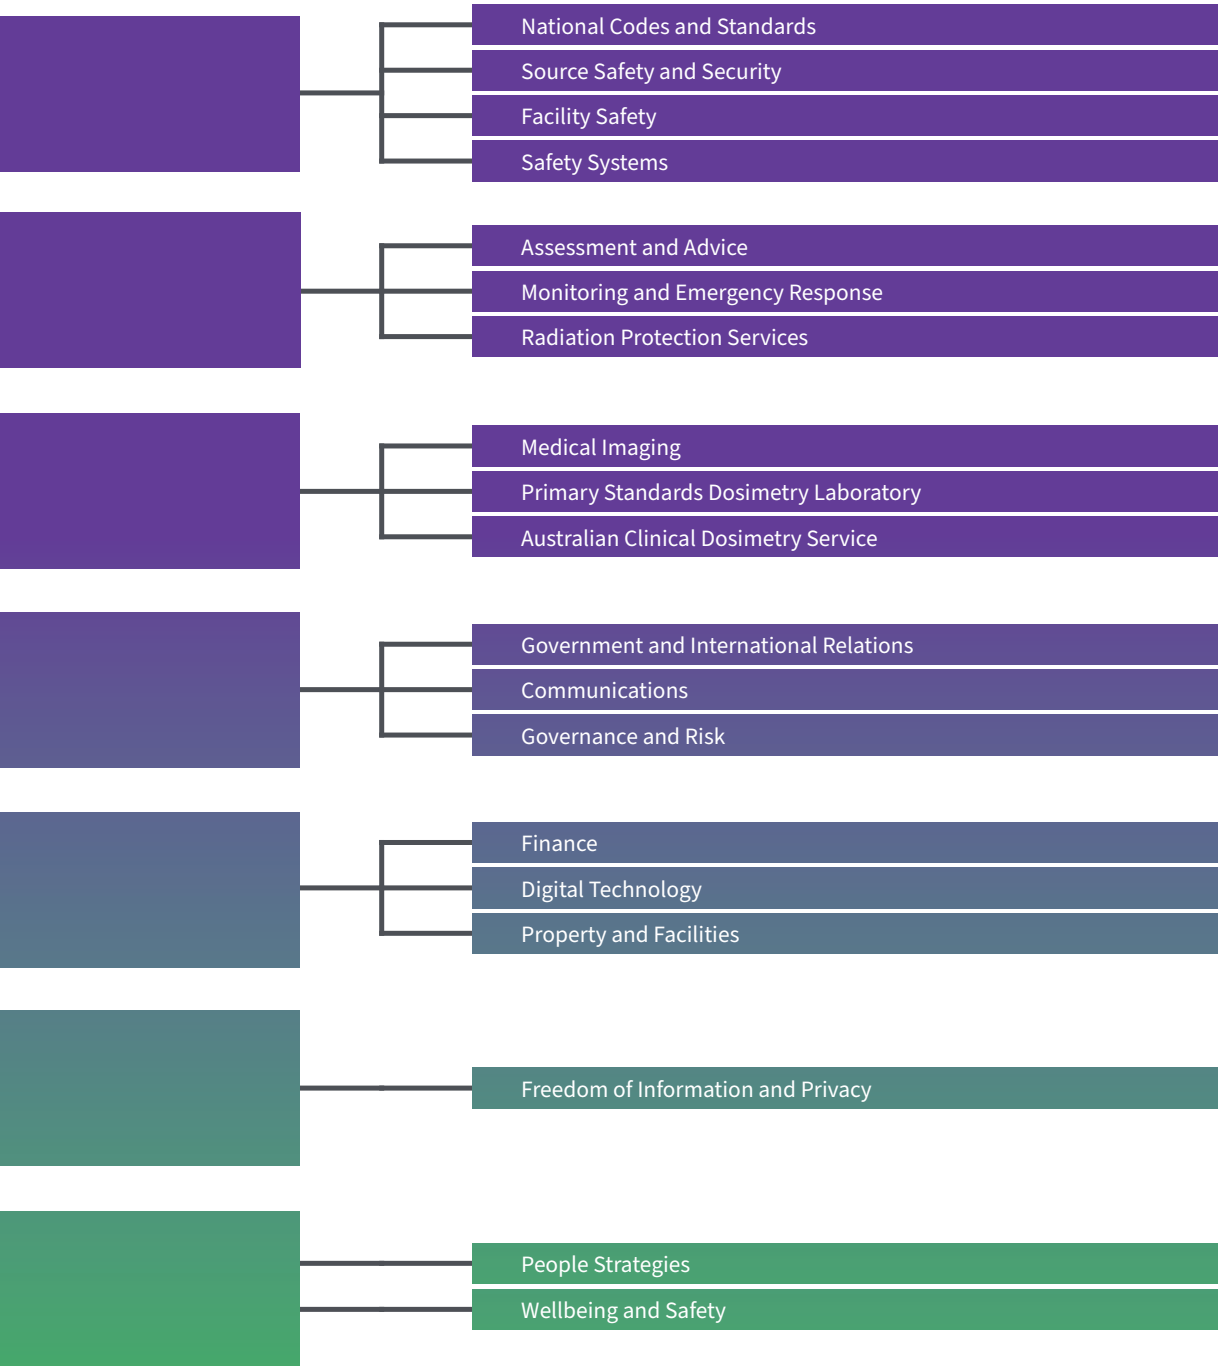 National Codes and Standards
Source Safety and Security
Facility Safety
Safety Systems
Assessment and Advice
Monitoring and Emergency Response
Radiation Protection Services
Medical Imaging
Primary Standards Dosimetry Laboratory
Australian Clinical Dosimetry Service
Government and International Relations
Communications
Governance and Risk
Finance
Digital Technology
Property and Facilities
Freedom of Information and Privacy
People Strategies
Wellbeing and Safety